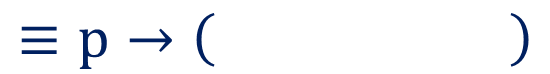 ≡ p → ( )